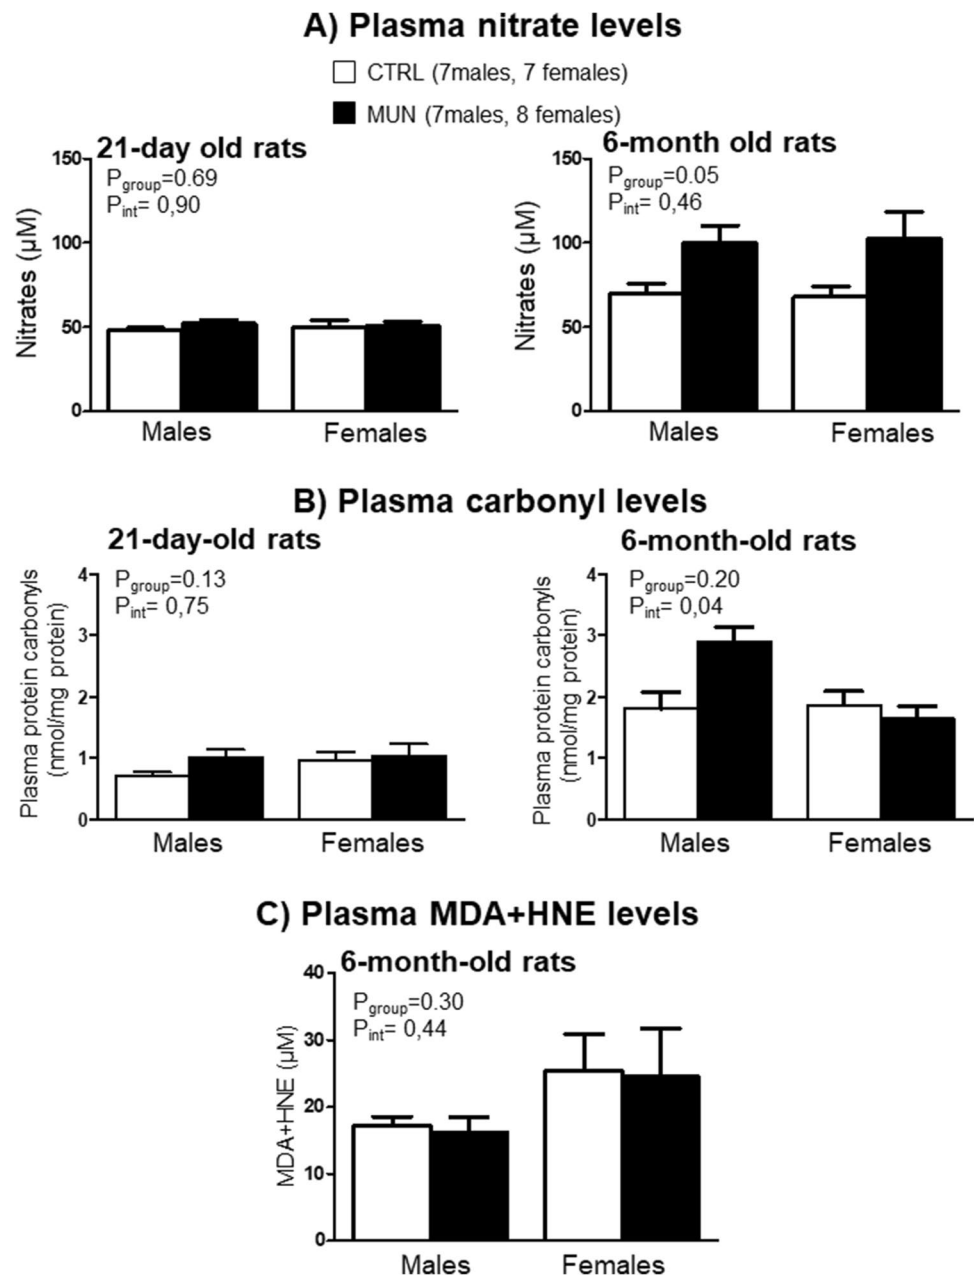 A) Plasma nitrate levels
CTRL (7males, 7 females)
MUN (7males, 8 females)
21-day old rats
Pgroup=0.69
Pint= 0,90
150
100
50
0
Nitrates (μM)
Males
Females
6-month old rats
Pgroup=0.05
Pint= 0,46
150
100
50
0
Nitrates (μM)
Males
Females
B) Plasma carbonyl levels
21-day-old rats
Pgroup=0.13
Pint= 0,75
4
3
2
1
0
Plasma protein carbonyls
(nmol/mg protein)
Males
Females
6-month-old rats
Pgroup=0.20
Pint= 0,04
4
3
2
1
0
Plasma protein carbonyls
(nmol/mg protein)
Males
Females
C) Plasma MDA+HNE levels
6-month-old rats
Pgroup=0.30
Pint= 0,44
40
30
20
10
0
MDA+HNE (μM)
Males
Females